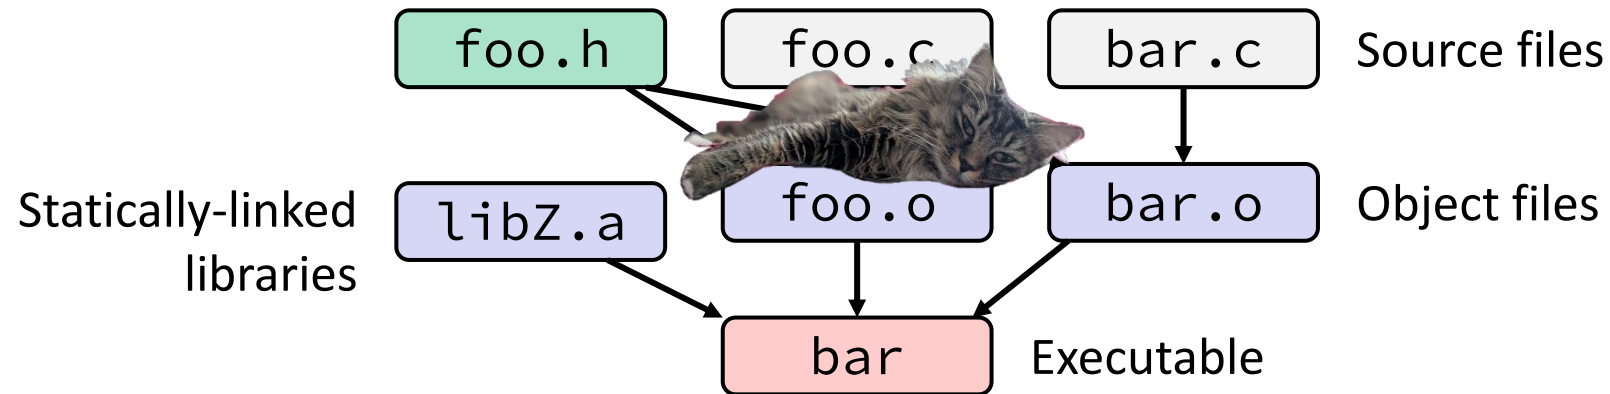 foo.h
foo.c
bar.c
Source files
Statically-linked
libraries
libZ.a
foo.o
bar.o
Object files
bar
Executable